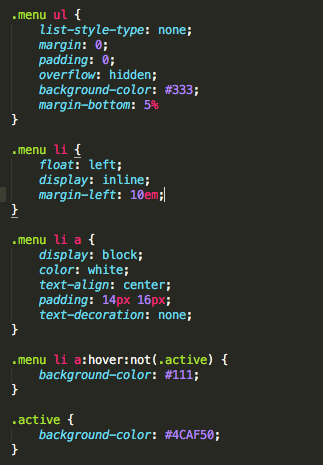 .menu ul {
    list-style-type: none;
    margin: 0;
    padding: 0;
    overflow: hidden;
    background-color: #333;
    margin-bottom: 5%
}

.menu li {
    float: left;
    display: inline;
    margin-left: 10em;
}

.menu li a {
    display: block;
    color: white;
    text-align: center;
    padding: 14px 16px;
    text-decoration: none;
}

.menu li a:hover:not(.active) {
    background-color: #111;
}

.active {
    background-color: #4CAF50;
}